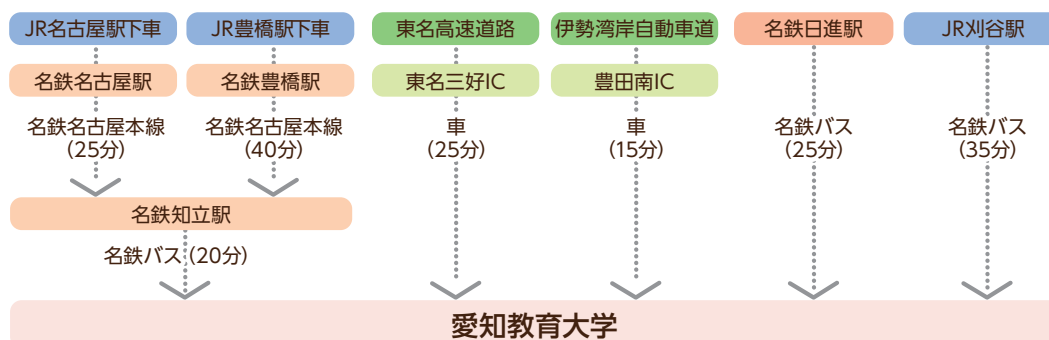 JR名古屋駅下車
JR豊橋駅下車
東名高速道路
伊勢湾岸自動車道
名鉄日進駅
JR刈谷駅
名鉄名古屋駅
名鉄豊橋駅
東名三好IC
豊田南IC
名鉄名古屋本線
(25分)
名鉄名古屋本線
(40分)
車
(25分)
車
(15分)
名鉄バス
(25分)
名鉄バス
(35分)
名鉄知立駅
名鉄バス(20分)
愛知教育大学